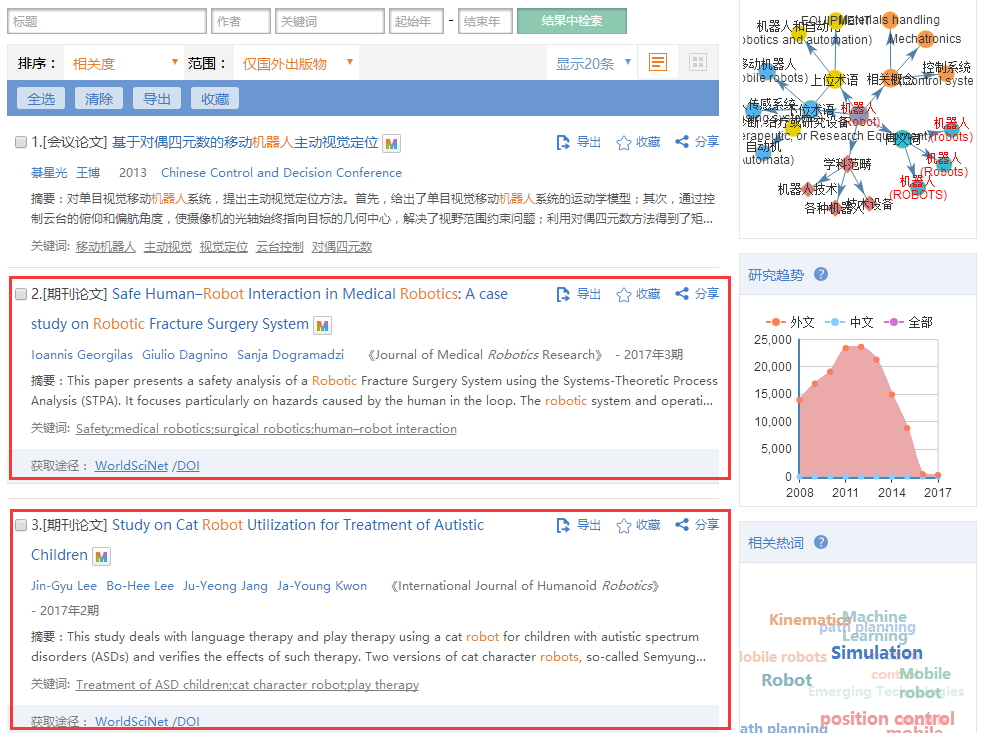 标题 作者 关键词 起始年 - 结束年 结果中检索
排序： 相关度 范围： 仅国外出版物 显示20条
全选 清除 导出 收藏
1.[会议论文] 基于对偶四元数的移动机器人主动视觉定位 M 导出 收藏 分享
綦星光 王博 2013 Chinese Control and Decision Conference
摘要：对单目视觉移动机器人系统，提出主动视觉定位方法。首先，给出了单目视觉移动机器人系统的运动学模型；其次，通过控
制云台的俯仰和偏航角度，使摄像机的光轴始终指向目标的几何中心，解决了视野范围约束问题；利用对偶四元数方法得到了矩...
关键词: 移动机器人 主动视觉 视觉定位 云台控制 对偶四元数
2.[期刊论文] Safe Human–Robot Interaction in Medical Robotics: A case 导出 收藏 分享
study on Robotic Fracture Surgery System M
Ioannis Georgilas Giulio Dagnino Sanja Dogramadzi 《Journal of Medical Robotics Research》 - 2017年3期
摘要：This paper presents a safety analysis of a Robotic Fracture Surgery System using the Systems-Theoretic Process
Analysis (STPA). It focuses particularly on hazards caused by the human in the loop. The robotic system and operati...
关键词: Safety;medical robotics;surgical robotics;human–robot interaction
获取途径： WorldSciNet /DOI
3.[期刊论文] Study on Cat Robot Utilization for Treatment of Autistic 导出 收藏 分享
Children M
Jin-Gyu Lee Bo-Hee Lee Ju-Yeong Jang Ja-Young Kwon 《International Journal of Humanoid Robotics》
- 2017年2期
摘要：This study deals with language therapy and play therapy using a cat robot for children with autistic spectrum
disorders (ASDs) and verifies the effects of such therapy. Two versions of cat character robots, so-called Semyung...
关键词: Treatment of ASD children;cat character robot;play therapy
获取途径： WorldSciNet /DOI
EQUIPMENT
Materials handling
机器人和自动化
obotics and automation)
Mechatronics
移动机器人
obile robots)
上位术语
相关概念
控制系统
Control syste
传感系统
下位术语
机器人
(Robot)
erapeutic, or Research Equipment)
同义词
机器人
(robots)
自动机
utomata)
学科范畴
机器人
(Robots)
机器人技术
机器人
(ROBOTS)
各种机器人
技术设备
研究趋势 ?
外文 中文 全部
25,000
20,000
15,000
10,000
5,000
0
2008 2011 2014 2017
相关热词 ?
Kinematics
Machine
Learning
path planning
Simulation
obile robots
Mobile
robot
Robot
Emerging Technologies
position control
mobile
ath planning